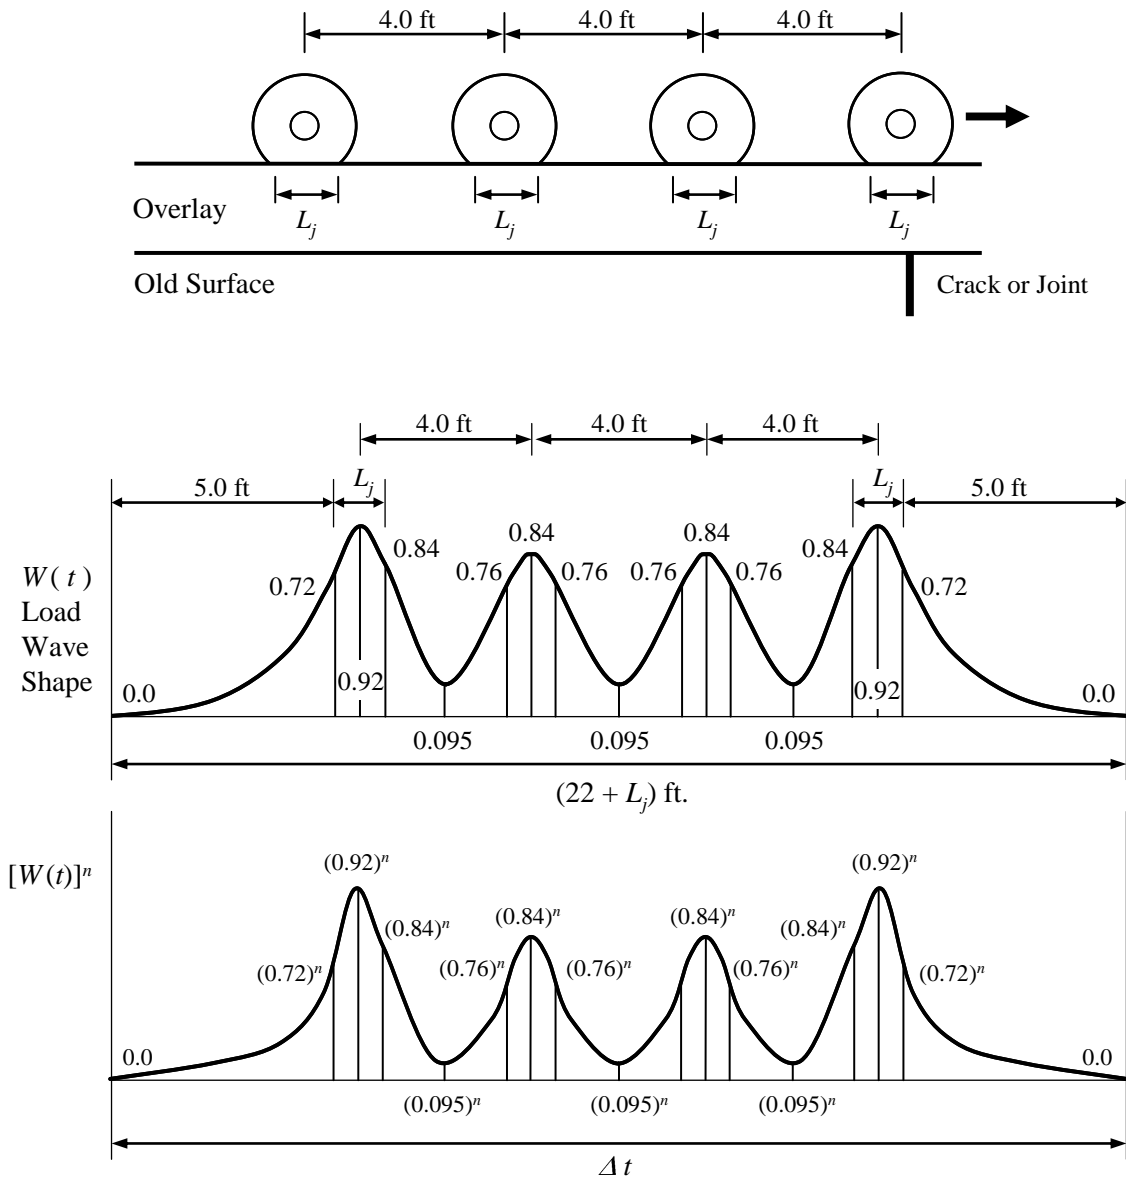 4.0 ft 4.0 ft 4.0 ft
Overlay
L_j L_j L_j L_j
Old Surface
Crack or Joint
4.0 ft 4.0 ft 4.0 ft
5.0 ft L_j L_j 5.0 ft
0.84 0.84 0.84 0.84
0.72 0.76 0.76 0.76 0.76 0.72
W(t)
Load
Wave
Shape
0.0 0.92 0.92 0.0
0.095 0.095 0.095
(22 + L_j) ft.
[W(t)]^n
(0.92)^n (0.92)^n
(0.84)^n (0.84)^n (0.84)^n (0.84)^n
(0.72)^n (0.76)^n (0.76)^n (0.76)^n (0.76)^n (0.72)^n
0.0 0.0
(0.095)^n (0.095)^n (0.095)^n
Δt